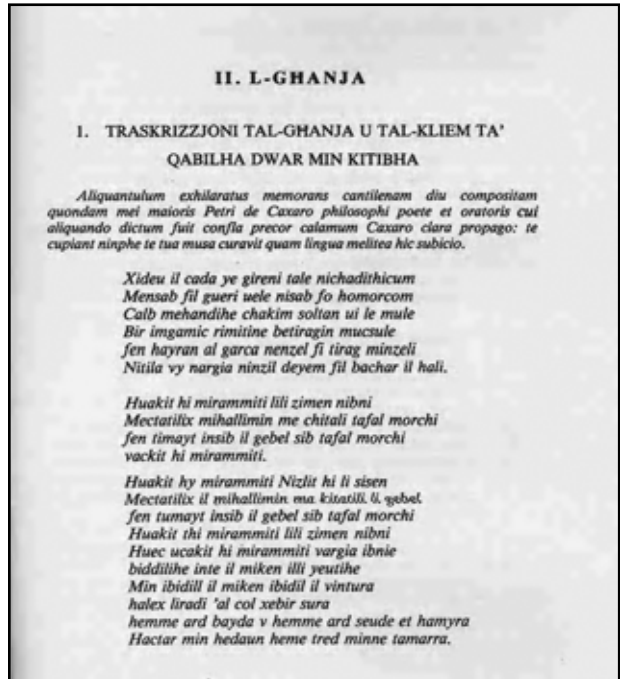 II. L-GĦANJA
1. TRASKRIZZJONI TAL-GĦANJA U TAL-KLIEM TA'
QABILHA DWAR MIN KITIBHA
Aliquantulum exhilaratus memorans cantilenam diu compositam
quondam mei maioris Petri de Caxaro philosophi poete et oratoris cui
aliquando dictum fuit confla precor calamum Caxaro clara propago: te
cupiant ninphe te tua musa curavit quam lingua melitea hic subicio.
Xideu il cada ye gireni tale nichadithicum
Mensab fil gueri uele nisab fo homorcom
Calb mehandihe chakim soltan ui le mule
Bir imgamic rimitine betiragin mucsule
fen hayran al garca nenzel fi tirag minzeli
Nitila vy nargia ninzil deyem fil bachar il hali.
Huakit hi mirammiti lili zimen nibni
Mectatilix mihallimin me chitali tafal morchi
fen timayt insib il gebel sib tafal morchi
vackit hi mirammiti.
Huakit hy mirammiti Nizlit hi li sisen
Mectatilix il mihallimin ma kitatili li gebel
fen tumayt insib il gebel sib tafal morchi
Huakit thi mirammiti lili zimen nibni
Huec ucakit hi mirammiti vargia ibnie
biddilihe inte il miken illi yeutihe
Min ibidill il miken ibidil il vintura
halex liradi 'al col xebir sura
hemme ard bayda v hemme ard seude et hamyra
Hactar min hedaun heme tred minne tamarra.